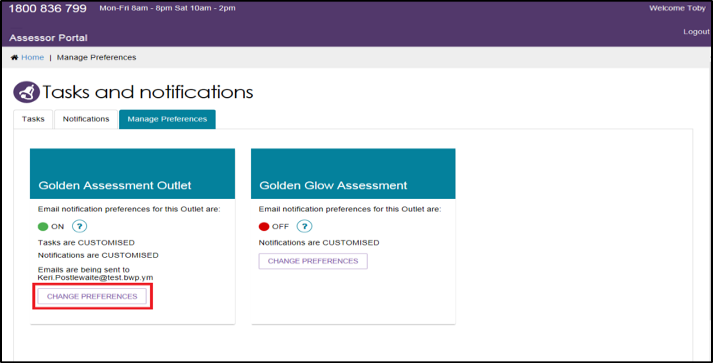 1800 836 799 Mon-Fri 8am - 8pm Sat 10am - 2pm Welcome Toby
Logout
Assessor Portal
Home | Manage Preferences
Tasks and notifications
Tasks Notifications Manage Preferences
Golden Assessment Outlet
Email notification preferences for this Outlet are:
ON ?
Tasks are CUSTOMISED
Notifications are CUSTOMISED
Emails are being sent to
Keri.Postlewaite@test.bwp.ym
CHANGE PREFERENCES
Golden Glow Assessment
Email notification preferences for this Outlet are:
OFF ?
Notifications are CUSTOMISED
CHANGE PREFERENCES